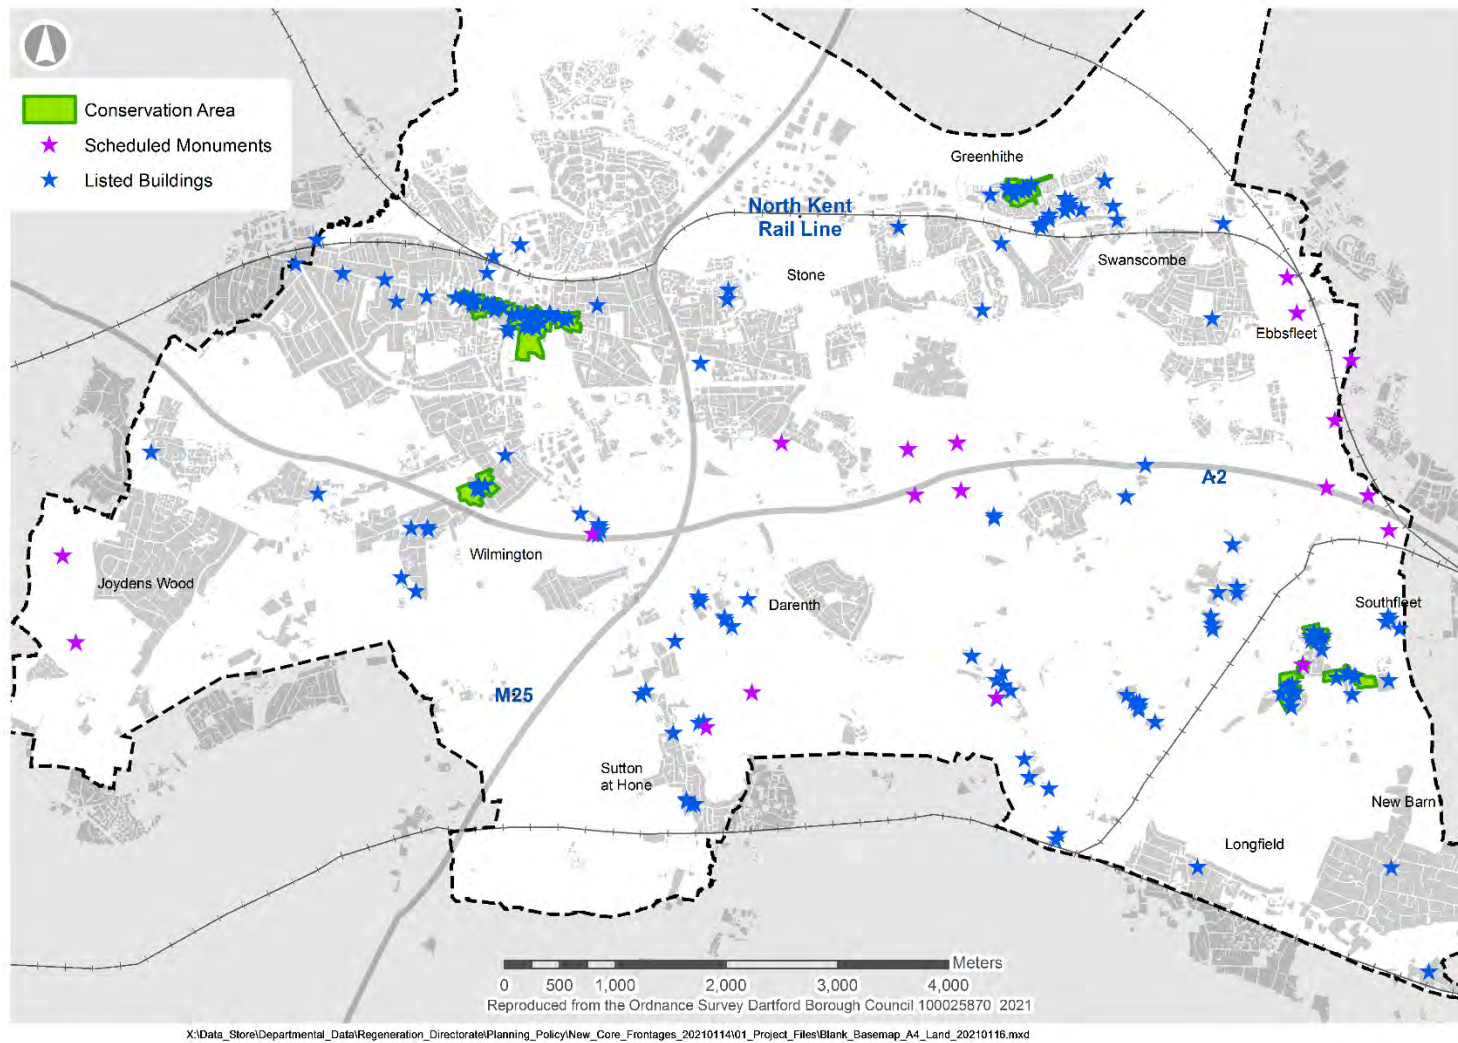 Conservation Area
Scheduled Monuments
Listed Buildings
Greenhithe
North Kent
Rail Line
Stone
Swanscombe
Ebbsfleet
A2
Wilmington
Joydens Wood
Darenth
Southfleet
M25
Sutton
at Hone
New Barn
Longfield
Meters
0 500 1,000 2,000 3,000 4,000
Reproduced from the Ordnance Survey Dartford Borough Council 100025870 2021
X:\Data_Store\Departmental_Data\Regeneration_Directorate\Planning_Policy\New_Core_Frontages_20210114\01_Project_Files\Blank_Basemap_A4_Land_20210116.mxd